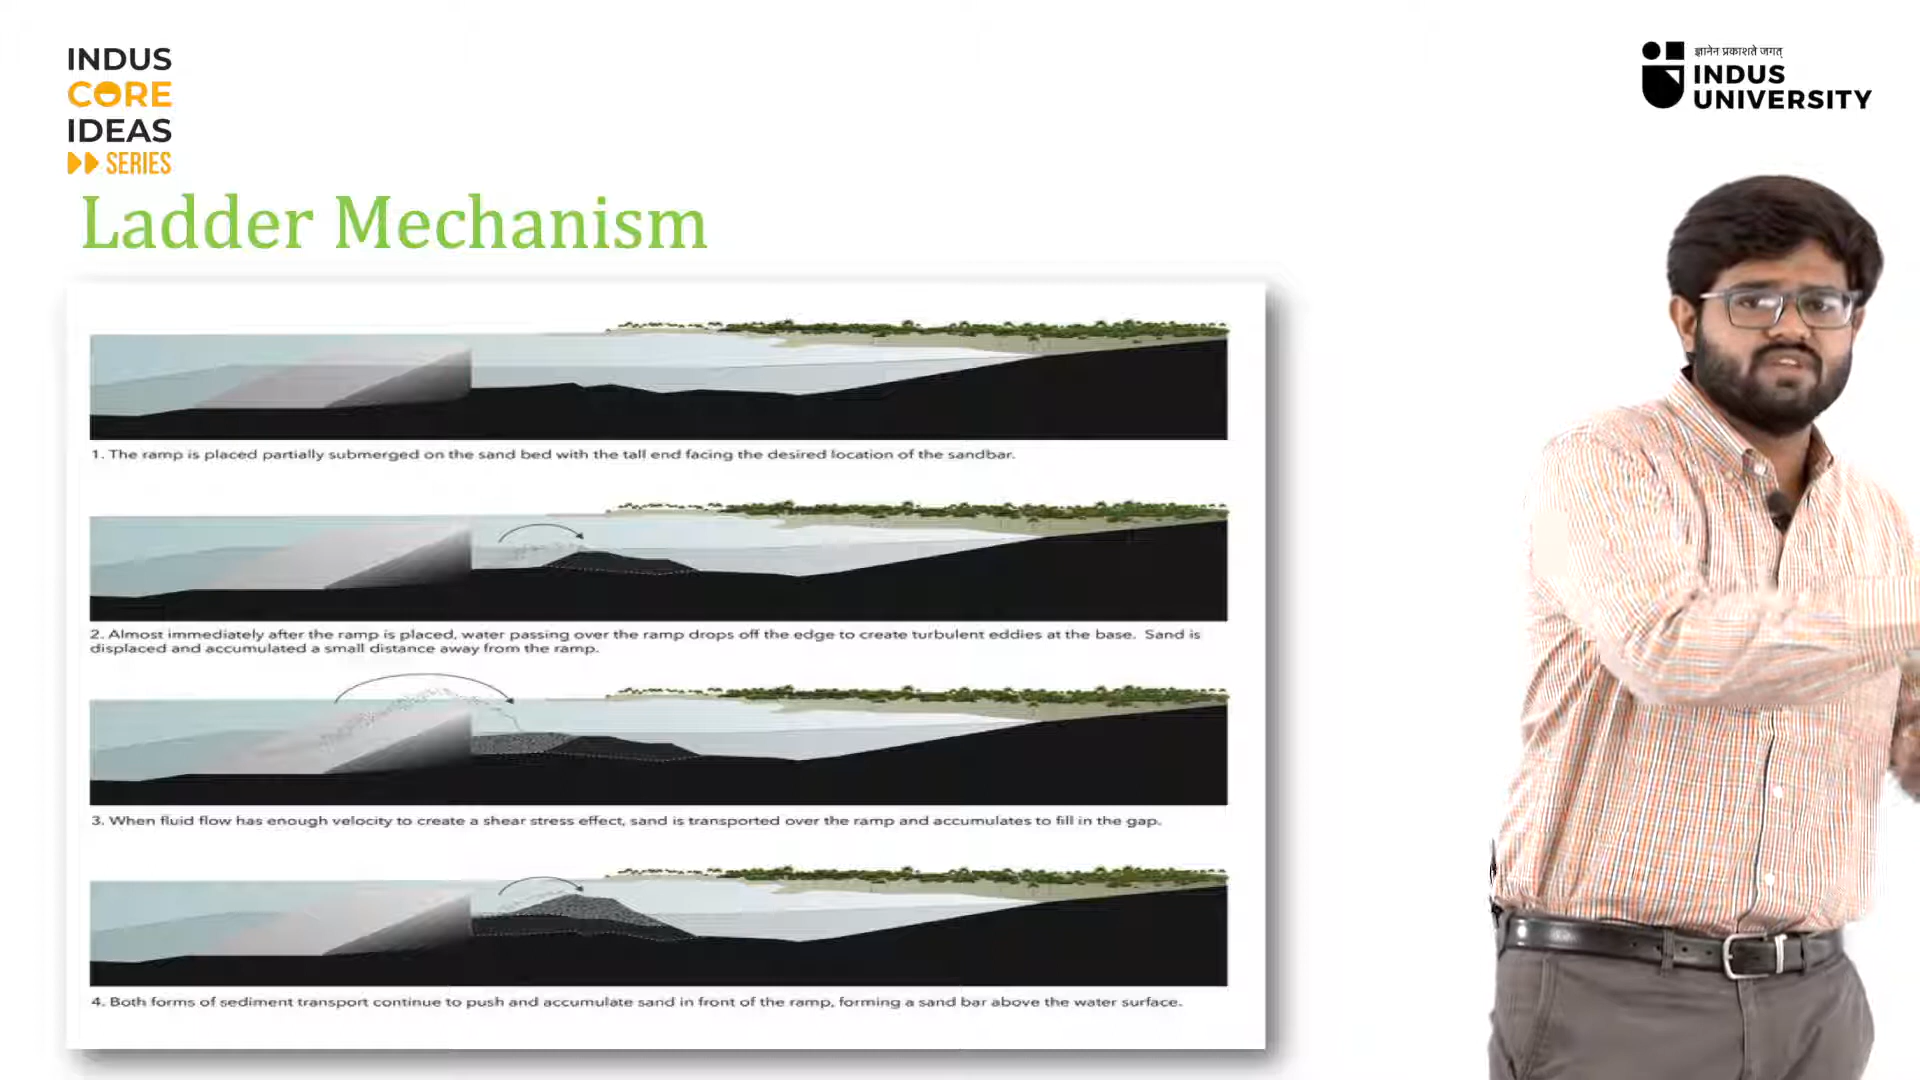 INDUS
CORE
IDEAS
SERIES
ज्ञानेन प्रकाशते जगत्
INDUS
UNIVERSITY
Ladder Mechanism
1. The ramp is placed partially submerged on the sand bed with the tall end facing the desired location of the sandbar.
2. Almost immediately after the ramp is placed, water passing over the ramp drops off the edge to create turbulent eddies at the base. Sand is
displaced and accumulated a small distance away from the ramp.
3. When fluid flow has enough velocity to create a shear stress effect, sand is transported over the ramp and accumulates to fill in the gap.
4. Both forms of sediment transport continue to push and accumulate sand in front of the ramp, forming a sand bar above the water surface.